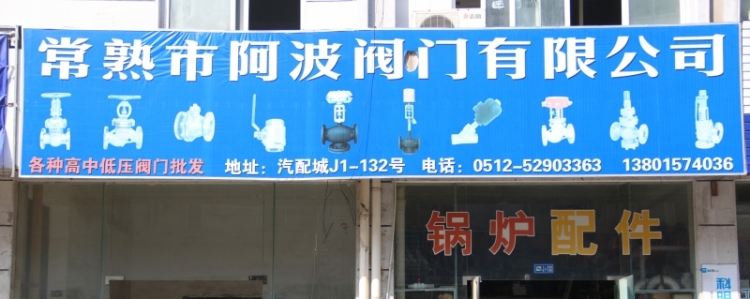 常熟市阿波阀门有限公司
各种高中低压阀门批发 地址：汽配城J1-132号 电话：0512-52903363 13801574036
锅炉配件